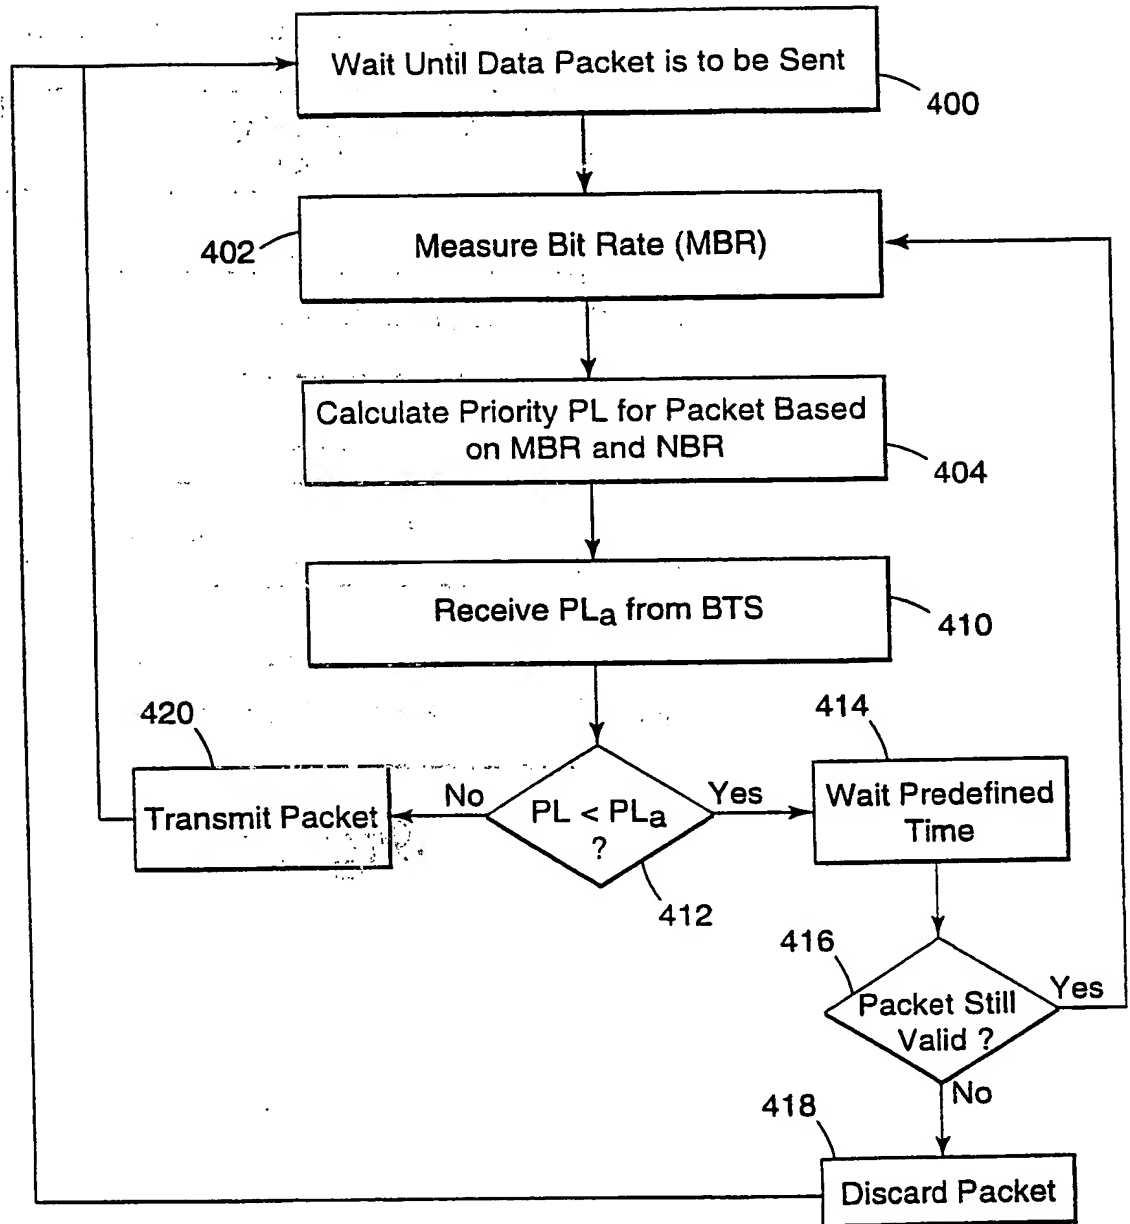 Wait Until Data Packet is to be Sent
400
402
Measure Bit Rate (MBR)
Calculate Priority PL for Packet Based
on MBR and NBR
404
Receive PLa from BTS
410
420
414
Transmit Packet
No
PL < PLa
?
Yes
Wait Predefined
Time
412
416
Packet Still
Valid ?
Yes
No
418
Discard Packet